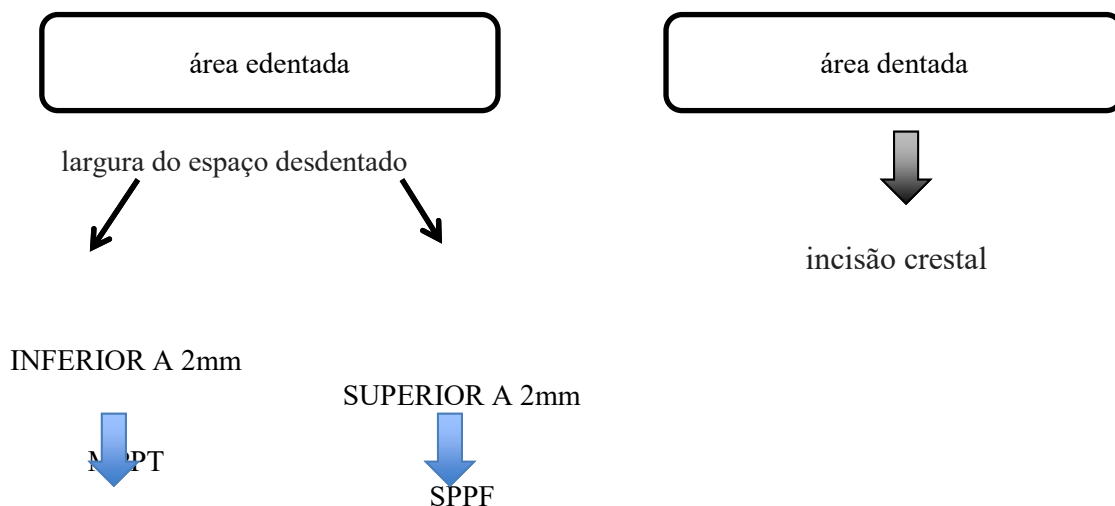 área edentada
área dentada
largura do espaço desdentado
incisão crestal
INFERIOR A 2mm
SUPERIOR A 2mm
SPPF